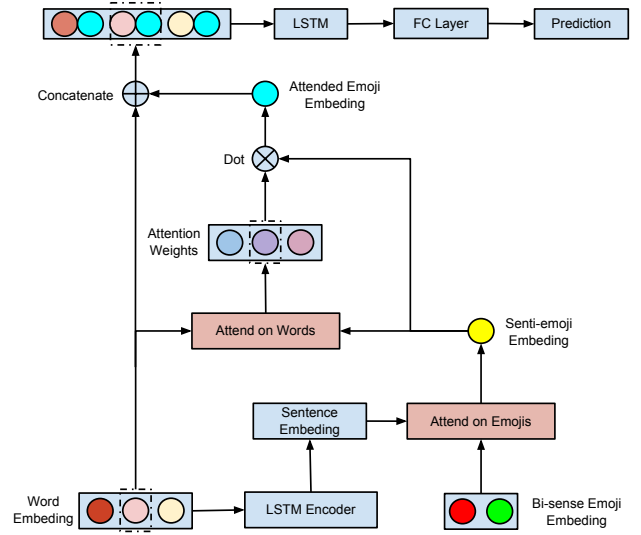 LSTM
FC Layer
Prediction
Concatenate
Attended Emoji
Embeding
Dot
Attention
Weights
Attend on Words
Senti-emoji
Embeding
Sentence
Embeding
Attend on Emojis
Word
Embeding
LSTM Encoder
Bi-sense Emoji
Embeding